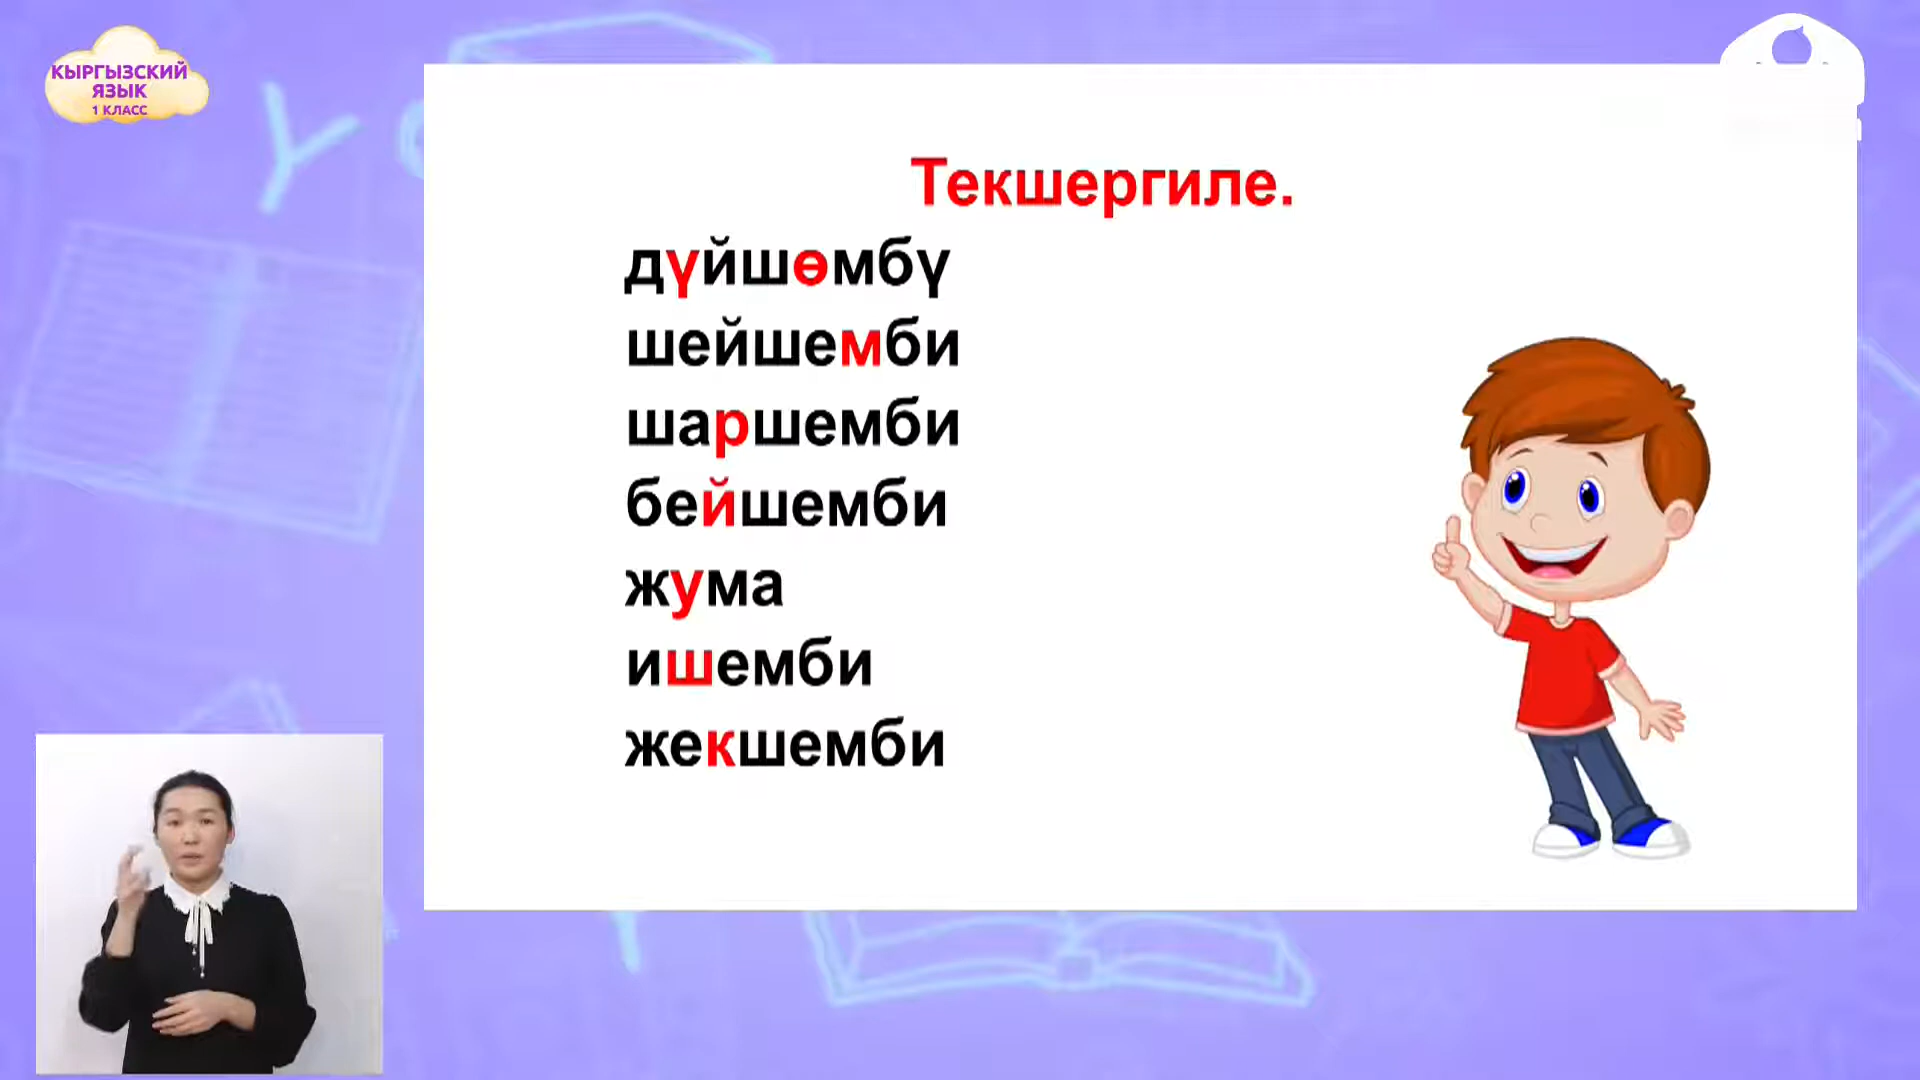 КЫРГЫЗСКИЙ
ЯЗЫК
1 КЛАСС
Текшергиле.
дүйшөмбү
шейшемби
шаршемби
бейшемби
жума
ишемби
жекшемби